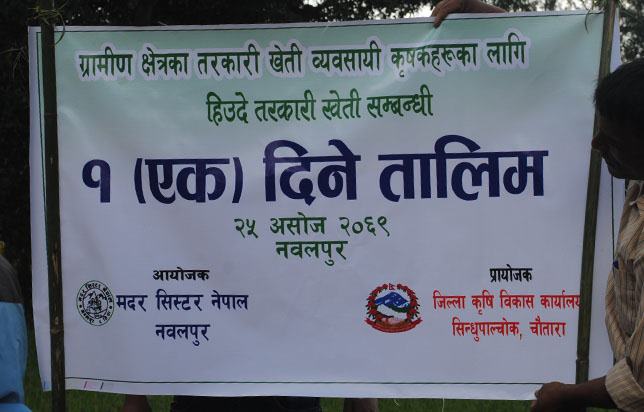 ग्रामीण क्षेत्रका तरकारी खेती व्यवसायी कृषकहरूका लागि
हिउदे तरकारी खेती सम्बन्धी
१ (एक) दिने तालिम
२५ असोज २०६९
नवलपुर
आयोजक
मदर सिस्टर नेपाल
नवलपुर
प्रायोजक
जिल्ला कृषि विकास कार्यालय
सिन्धुपाल्चोक, चौतारा